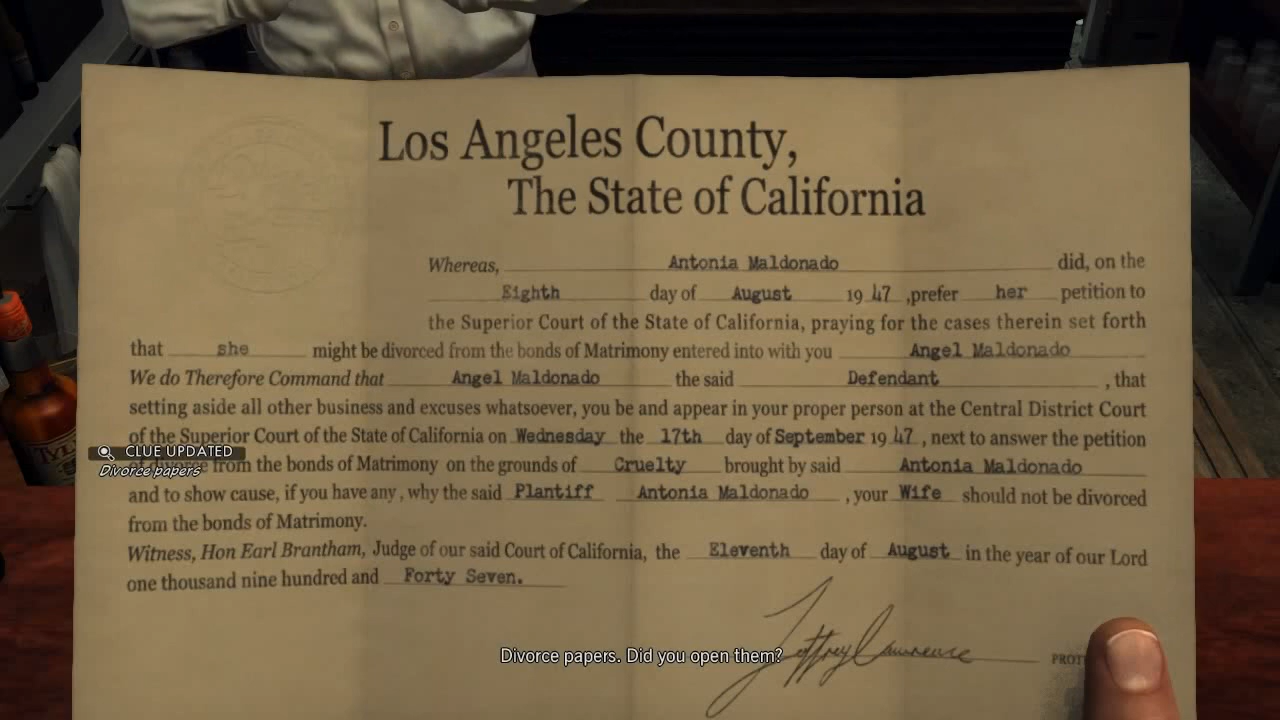 Los Angeles County,
The State of California
Whereas, Antonia Maldonado did, on the
Eighth day of August 19 47 ,prefer her petition to
the Superior Court of the State of California, praying for the cases therein set forth
that she might be divorced from the bonds of Matrimony entered into with you Angel Maldonado
We do Therefore Command that Angel Maldonado the said Defendant , that
setting aside all other business and excuses whatsoever, you be and appear in your proper person at the Central District Court
of the Superior Court of the State of California on Wednesday the 17th day of September 19 47 , next to answer the petition
CLUE UPDATED
Divorce papers
of divorce from the bonds of Matrimony on the grounds of Cruelty brought by said Antonia Maldonado
and to show cause, if you have any , why the said Plantiff Antonia Maldonado , your Wife should not be divorced
from the bonds of Matrimony.
Witness, Hon Earl Brantham, Judge of our said Court of California, the Eleventh day of August in the year of our Lord
one thousand nine hundred and Forty Seven.
Jeffrey Lawrence
Divorce papers. Did you open them?